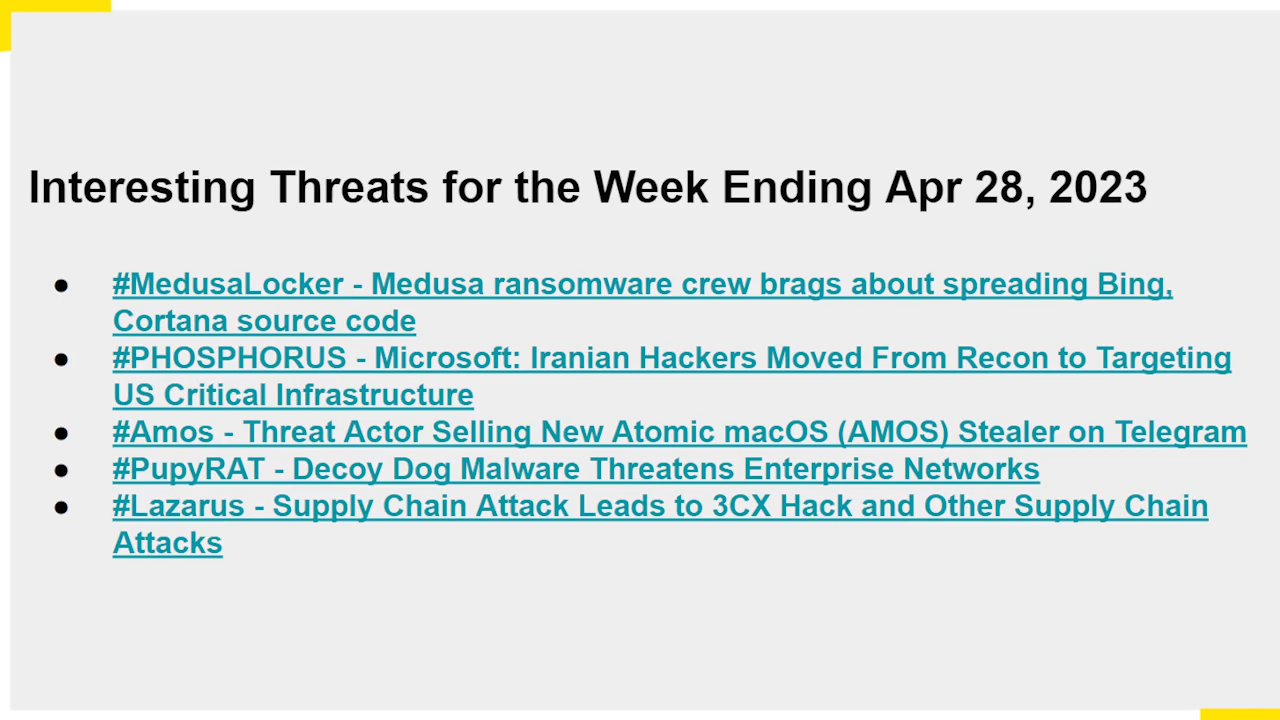 Interesting Threats for the Week Ending Apr 28, 2023
● #MedusaLocker - Medusa ransomware crew brags about spreading Bing,
Cortana source code
● #PHOSPHORUS - Microsoft: Iranian Hackers Moved From Recon to Targeting
US Critical Infrastructure
● #Amos - Threat Actor Selling New Atomic macOS (AMOS) Stealer on Telegram
● #PupyRAT - Decoy Dog Malware Threatens Enterprise Networks
● #Lazarus - Supply Chain Attack Leads to 3CX Hack and Other Supply Chain
Attacks